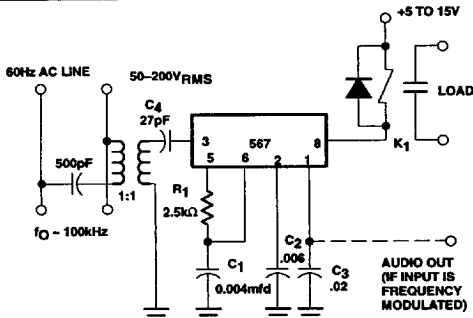 +5 TO 15V
60Hz AC LINE
50–200VRMS
C4
27pF
LOAD
3
567
8
K1
500pF
5
6
2
1
1:1
R1
2.5kΩ
fO ~ 100kHz
C1
0.004mfd
C2
.006
C3
.02
AUDIO OUT
(IF INPUT IS
FREQUENCY
MODULATED)